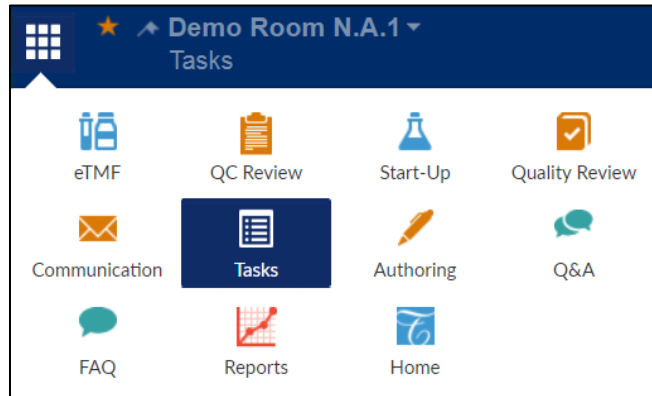 Demo Room N.A.1
Tasks
eTMF
QC Review
Start-Up
Quality Review
Communication
Tasks
Authoring
Q&A
FAQ
Reports
Home